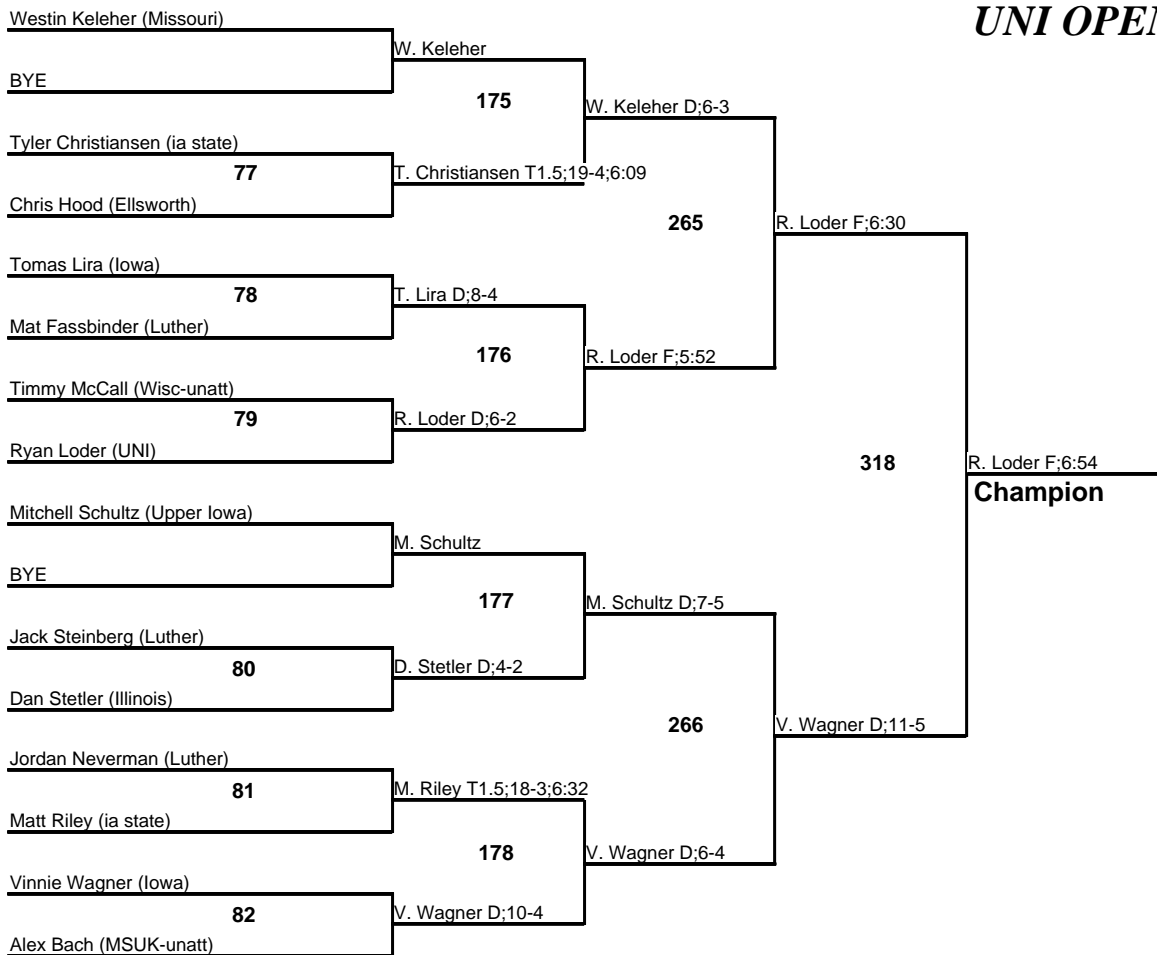 UNI OPEN
Westin Keleher (Missouri)
W. Keleher
BYE
175
W. Keleher D;6-3
Tyler Christiansen (ia state)
77
T. Christiansen T1.5;19-4;6:09
Chris Hood (Ellsworth)
265
R. Loder F;6:30
Tomas Lira (Iowa)
78
T. Lira D;8-4
Mat Fassbinder (Luther)
176
R. Loder F;5:52
Timmy McCall (Wisc-unatt)
79
R. Loder D;6-2
Ryan Loder (UNI)
318
R. Loder F;6:54
Champion
Mitchell Schultz (Upper Iowa)
M. Schultz
BYE
177
M. Schultz D;7-5
Jack Steinberg (Luther)
80
D. Stetler D;4-2
Dan Stetler (Illinois)
266
V. Wagner D;11-5
Jordan Neverman (Luther)
81
M. Riley T1.5;18-3;6:32
Matt Riley (ia state)
178
V. Wagner D;6-4
Vinnie Wagner (Iowa)
82
V. Wagner D;10-4
Alex Bach (MSUK-unatt)